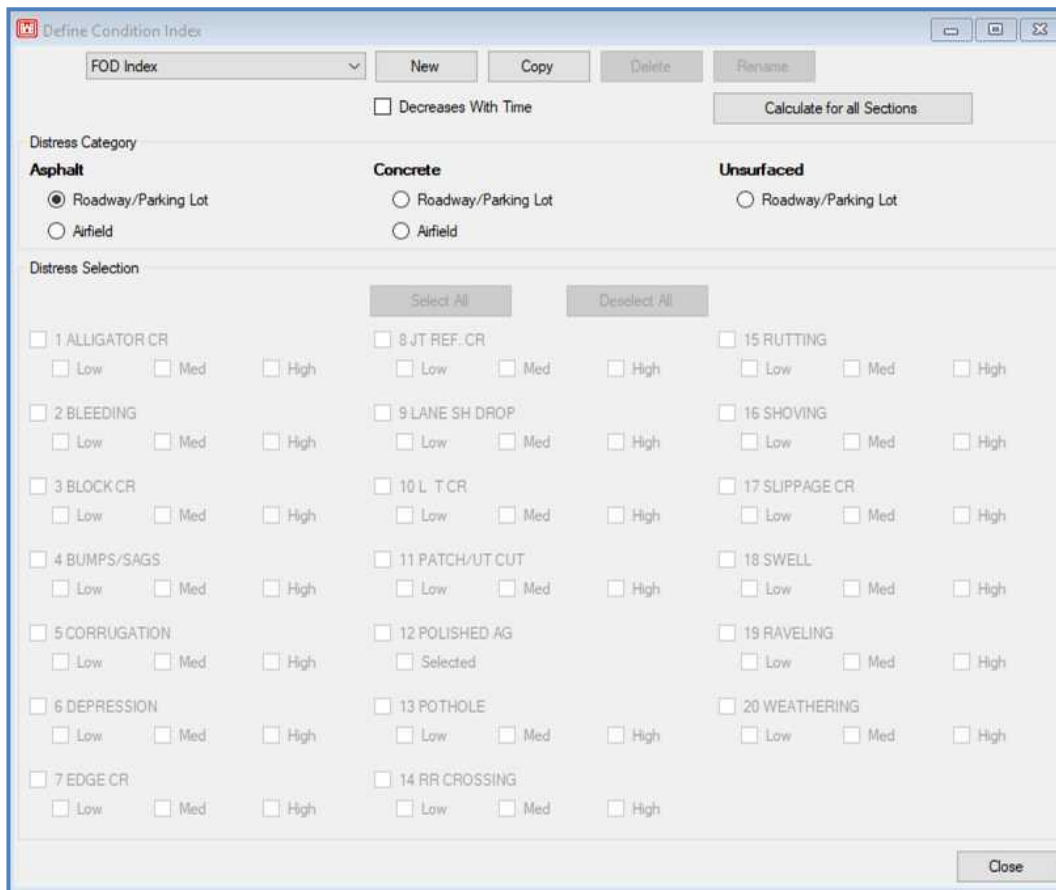 Define Condition Index
FOD Index New Copy Delete Rename
Decreases With Time Calculate for all Sections
Distress Category
Asphalt Concrete Unsurfaced
Roadway/Parking Lot Roadway/Parking Lot Roadway/Parking Lot
Airfield Airfield
Distress Selection
Select All Deselect All
1 ALLIGATOR CR 8 JT REF. CR 15 RUTTING
Low Med High Low Med High Low Med High
2 BLEEDING 9 LANE SH DROP 16 SHOVING
Low Med High Low Med High Low Med High
3 BLOCK CR 10 L T CR 17 SLIPPAGE CR
Low Med High Low Med High Low Med High
4 BUMPS/SAGS 11 PATCH/UT CUT 18 SWELL
Low Med High Low Med High Low Med High
5 CORRUGATION 12 POLISHED AG 19 RAVELING
Low Med High Selected Low Med High
6 DEPRESSION 13 POTHOLE 20 WEATHERING
Low Med High Low Med High Low Med High
7 EDGE CR 14 RR CROSSING
Low Med High Low Med High
Close